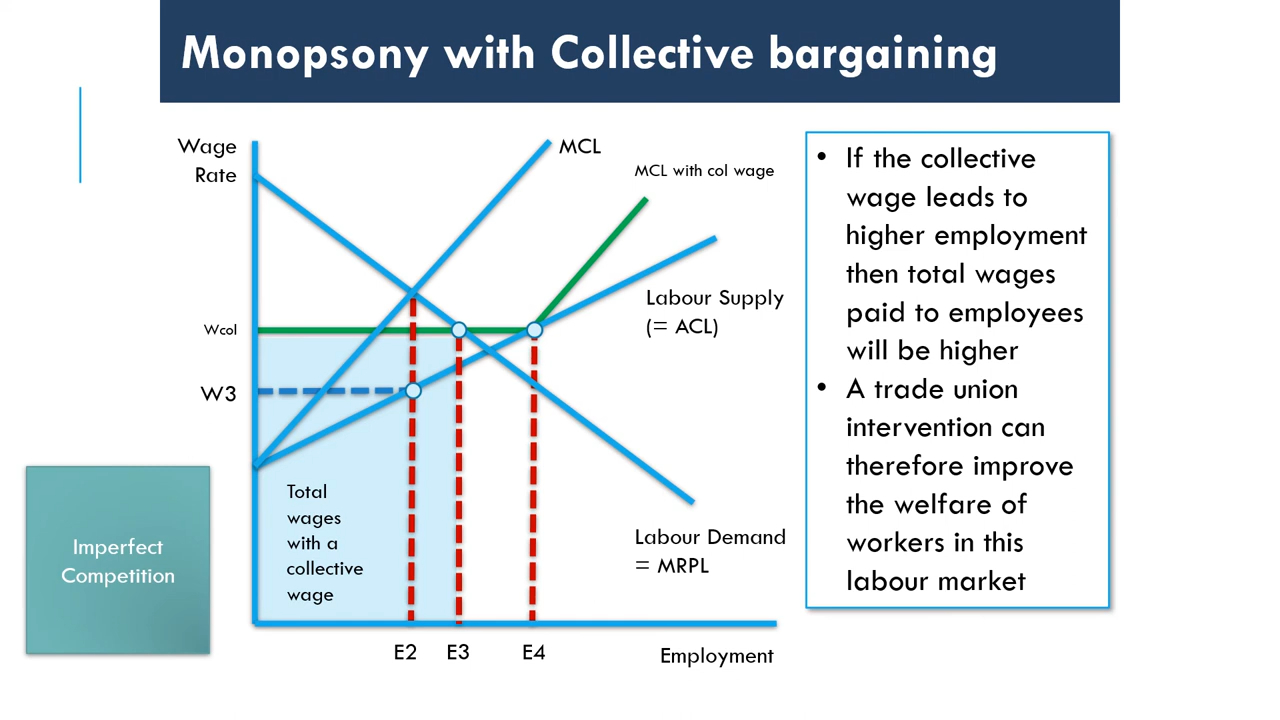 Monopsony with Collective bargaining
Wage
Rate
MCL
MCL with col wage
Labour Supply
(= ACL)
Wcol
W3
Total
wages
with a
collective
wage
Labour Demand
= MRPL
E2
E3
E4
Employment
Imperfect
Competition
• If the collective
wage leads to
higher employment
then total wages
paid to employees
will be higher
• A trade union
intervention can
therefore improve
the welfare of
workers in this
labour market